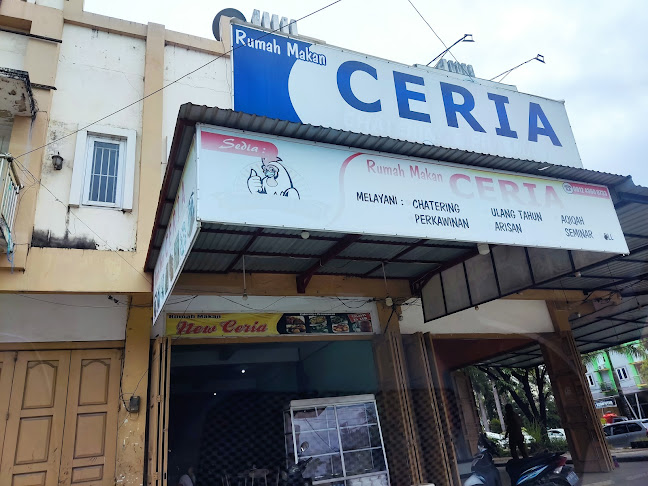 Rumah Makan
CERIA
Sedia :
Rumah Makan
CERIA
MELAYANI : CHATERING ULANG TAHUN AQIQAH
PERKAWINAN ARISAN SEMINAR DLL
Rumah Makan
New Ceria